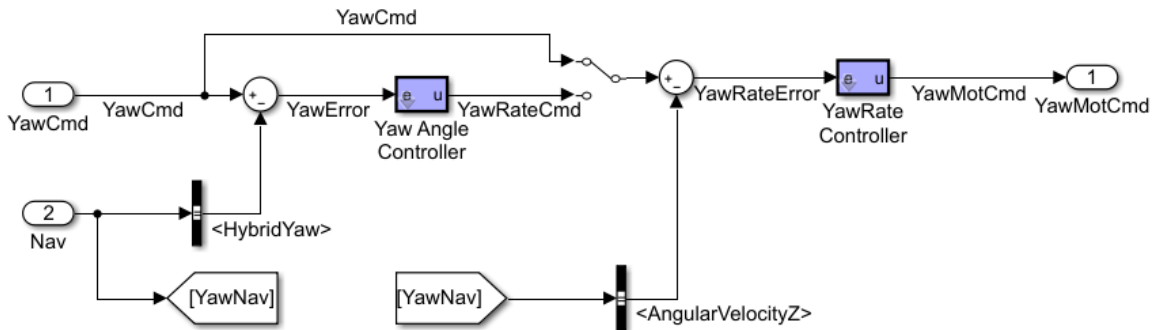 YawCmd
1
YawCmd
YawCmd
+
−
YawError
e u
Yaw Angle
Controller
YawRateCmd
+
−
YawRateError
e u
YawRate
Controller
YawMotCmd
1
YawMotCmd
2
Nav
<HybridYaw>
[YawNav]
[YawNav]
<AngularVelocityZ>